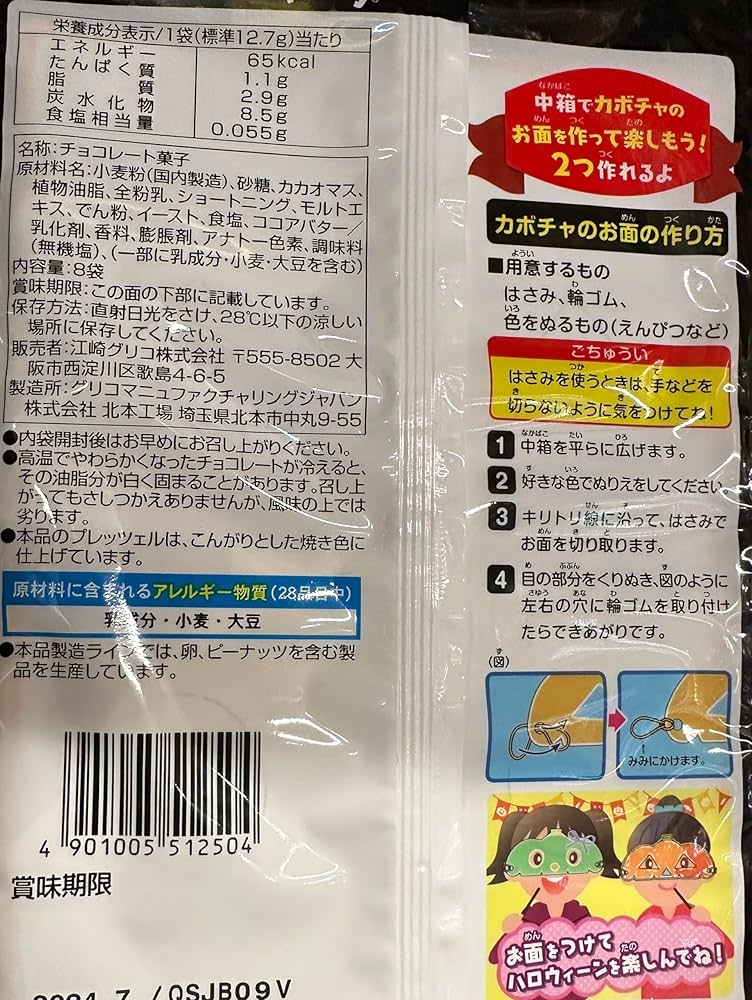 栄養成分表示/1袋(標準12.7g)当たり
エネルギー 65kcal
たんぱく質 1.1g
脂質 2.9g
炭水化物 8.5g
食塩相当量 0.055g
名称:チョコレート菓子
原材料名:小麦粉(国内製造)、砂糖、カカオマス、
植物油脂、全粉乳、ショートニング、モルトエ
キス、でん粉、イースト、食塩、ココアバター/
乳化剤、香料、膨脹剤、アナトー色素、調味料
(無機塩)、(一部に乳成分・小麦・大豆を含む)
内容量:8袋
賞味期限:この面の下部に記載しています。
保存方法:直射日光をさけ、28℃以下の涼しい
場所に保存してください。
販売者:江崎グリコ株式会社 〒555-8502 大
阪市西淀川区歌島4-6-5
製造所:グリコマニュファクチャリングジャパン
株式会社 北本工場 埼玉県北本市中丸9-55
●内袋開封後はお早めにお召し上がりください。
●高温でやわらかくなったチョコレートが冷えると、
その油脂分が白く固まることがあります。召し上
がってもさしつかえありませんが、風味の上では
劣ります。
●本品のプレッツェルは、こんがりとした焼き色に
仕上げています。
原材料に含まれるアレルギー物質(28品目中)
乳成分・小麦・大豆
●本品製造ラインでは、卵、ピーナッツを含む製
品を生産しています。
4 901005 512504
賞味期限
2024.7 /QSJB09V
中箱でカボチャの
お面を作って楽しもう!
2つ作れるよ
カボチャのお面の作り方
■用意するもの
はさみ、輪ゴム、
色をぬるもの(えんぴつなど)
ごちゅうい
はさみを使うときは、手などを
切らないように気をつけてね!
1 中箱を平らに広げます。
2 好きな色でぬりえをしてください
3 キリトリ線に沿って、はさみで
お面を切り取ります。
4 目の部分をくりぬき、図のように
左右の穴に輪ゴムを取り付け
たらできあがりです。
(図)
みみにかけます。
お面をつけて
ハロウィーンを楽しんでね!